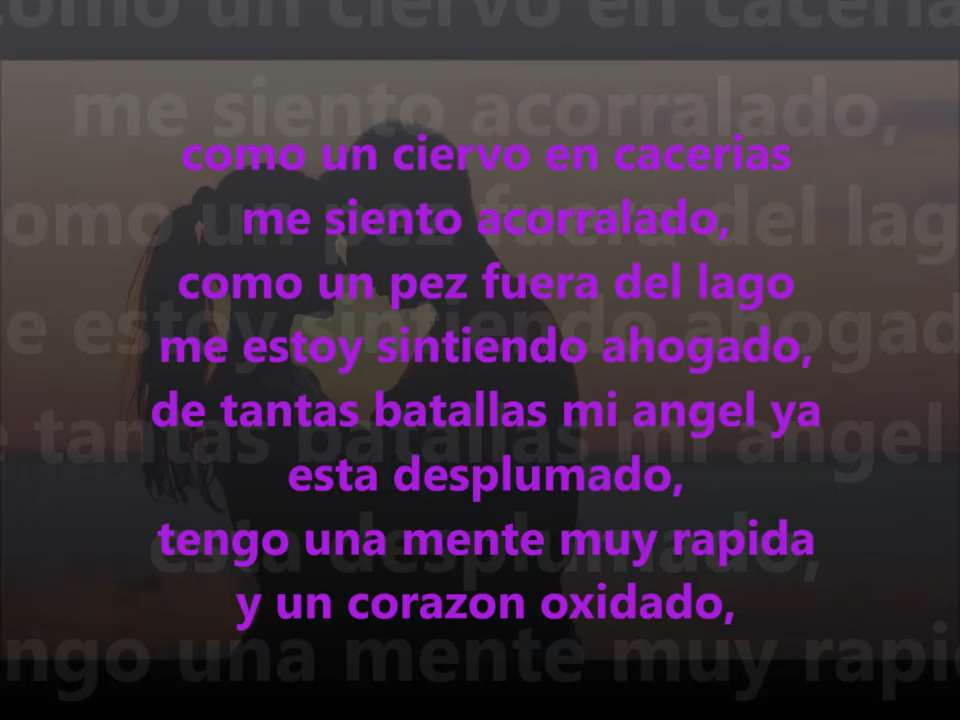 como un ciervo en cacerias
me siento acorralado,
como un pez fuera del lago
me estoy sintiendo ahogado,
de tantas batallas mi angel ya
esta desplumado,
tengo una mente muy rapida
y un corazon oxidado,